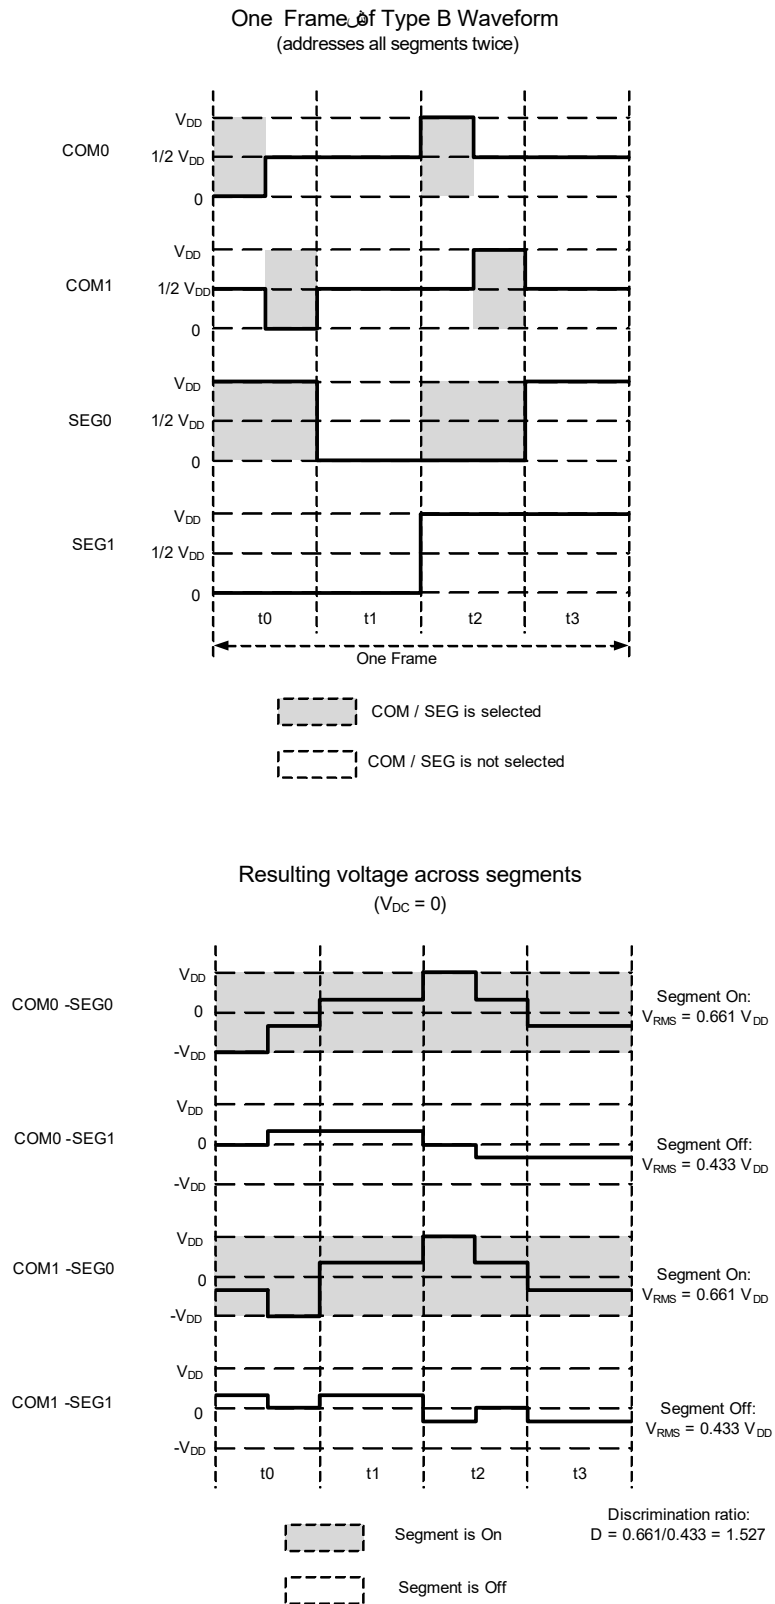 One Frame of Type B Waveform
(addresses all segments twice)
VDD
COM0
1/2 VDD
0
VDD
COM1
1/2 VDD
0
VDD
SEG0
1/2 VDD
0
VDD
SEG1
1/2 VDD
0
t0 t1 t2 t3
One Frame
COM / SEG is selected
COM / SEG is not selected
Resulting voltage across segments
(VDC = 0)
VDD
COM0 -SEG0
0
-VDD
Segment On:
VRMS = 0.661 VDD
VDD
COM0 -SEG1
0
-VDD
Segment Off:
VRMS = 0.433 VDD
VDD
COM1 -SEG0
0
-VDD
Segment On:
VRMS = 0.661 VDD
VDD
COM1 -SEG1
0
-VDD
Segment Off:
VRMS = 0.433 VDD
t0 t1 t2 t3
Segment is On
Segment is Off
Discrimination ratio:
D = 0.661/0.433 = 1.527